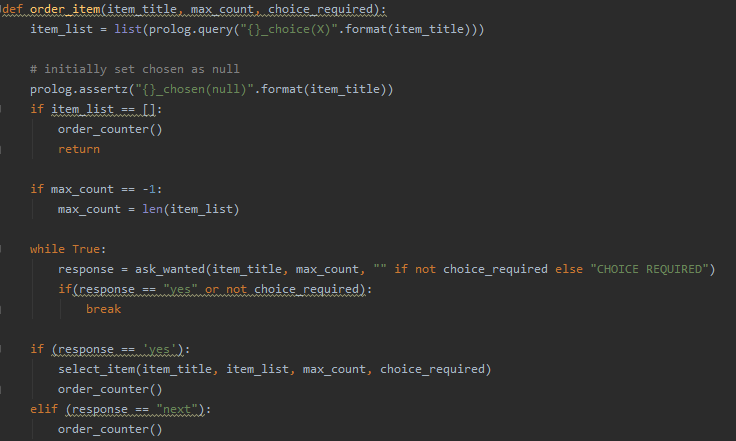 def order_item(item_title, max_count, choice_required):
    item_list = list(prolog.query("{}_choice(X)".format(item_title)))
    # initially set chosen as null
    prolog.assertz("{}_chosen(null)".format(item_title))
    if item_list == []:
        order_counter()
        return
    if max_count == -1:
        max_count = len(item_list)
    while True:
        response = ask_wanted(item_title, max_count, "" if not choice_required else "CHOICE REQUIRED")
        if(response == "yes" or not choice_required):
            break
    if (response == 'yes'):
        select_item(item_title, item_list, max_count, choice_required)
        order_counter()
    elif (response == "next"):
        order_counter()